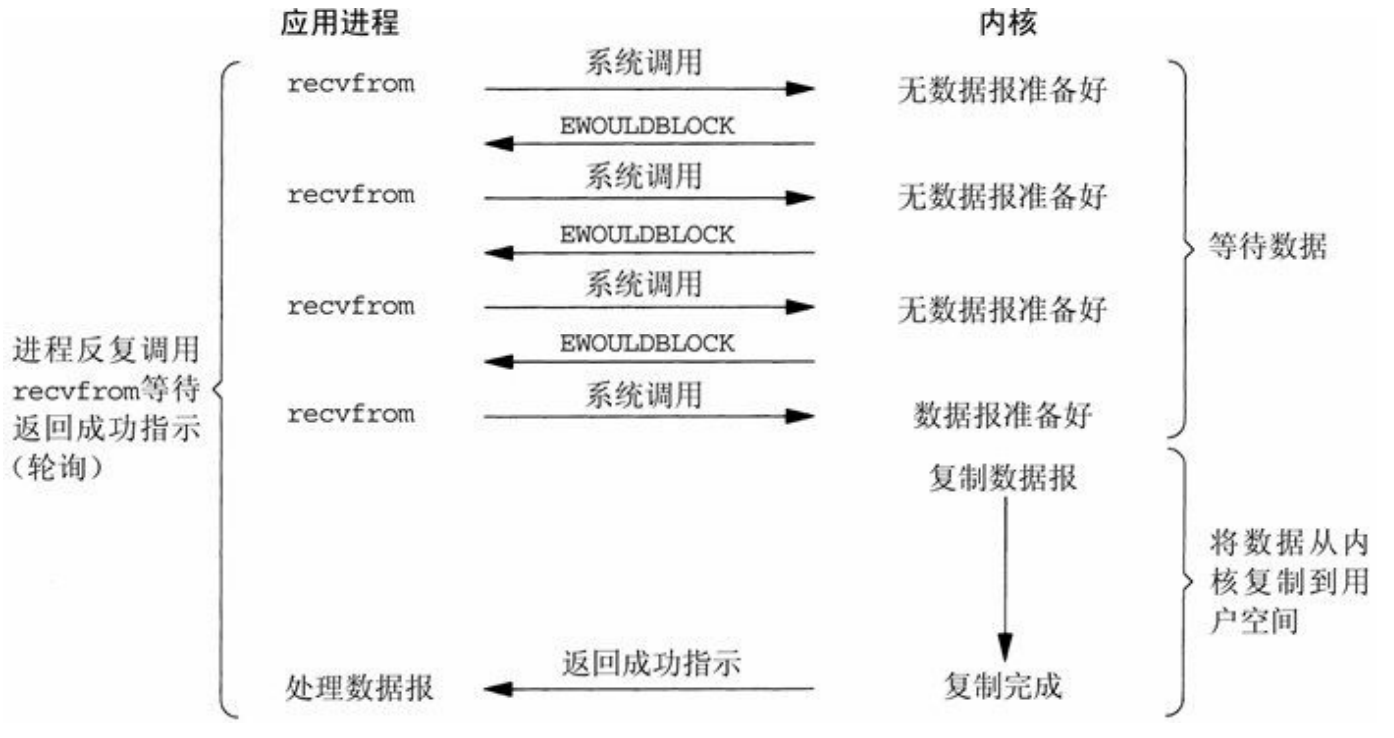 应用进程
内核
recvfrom
系统调用
无数据报准备好
EWOULDBLOCK
recvfrom
系统调用
无数据报准备好
EWOULDBLOCK
recvfrom
系统调用
无数据报准备好
EWOULDBLOCK
recvfrom
系统调用
数据报准备好
等待数据
进程反复调用
recvfrom等待
返回成功指示
（轮询）
复制数据报
将数据从内
核复制到用
户空间
处理数据报
返回成功指示
复制完成